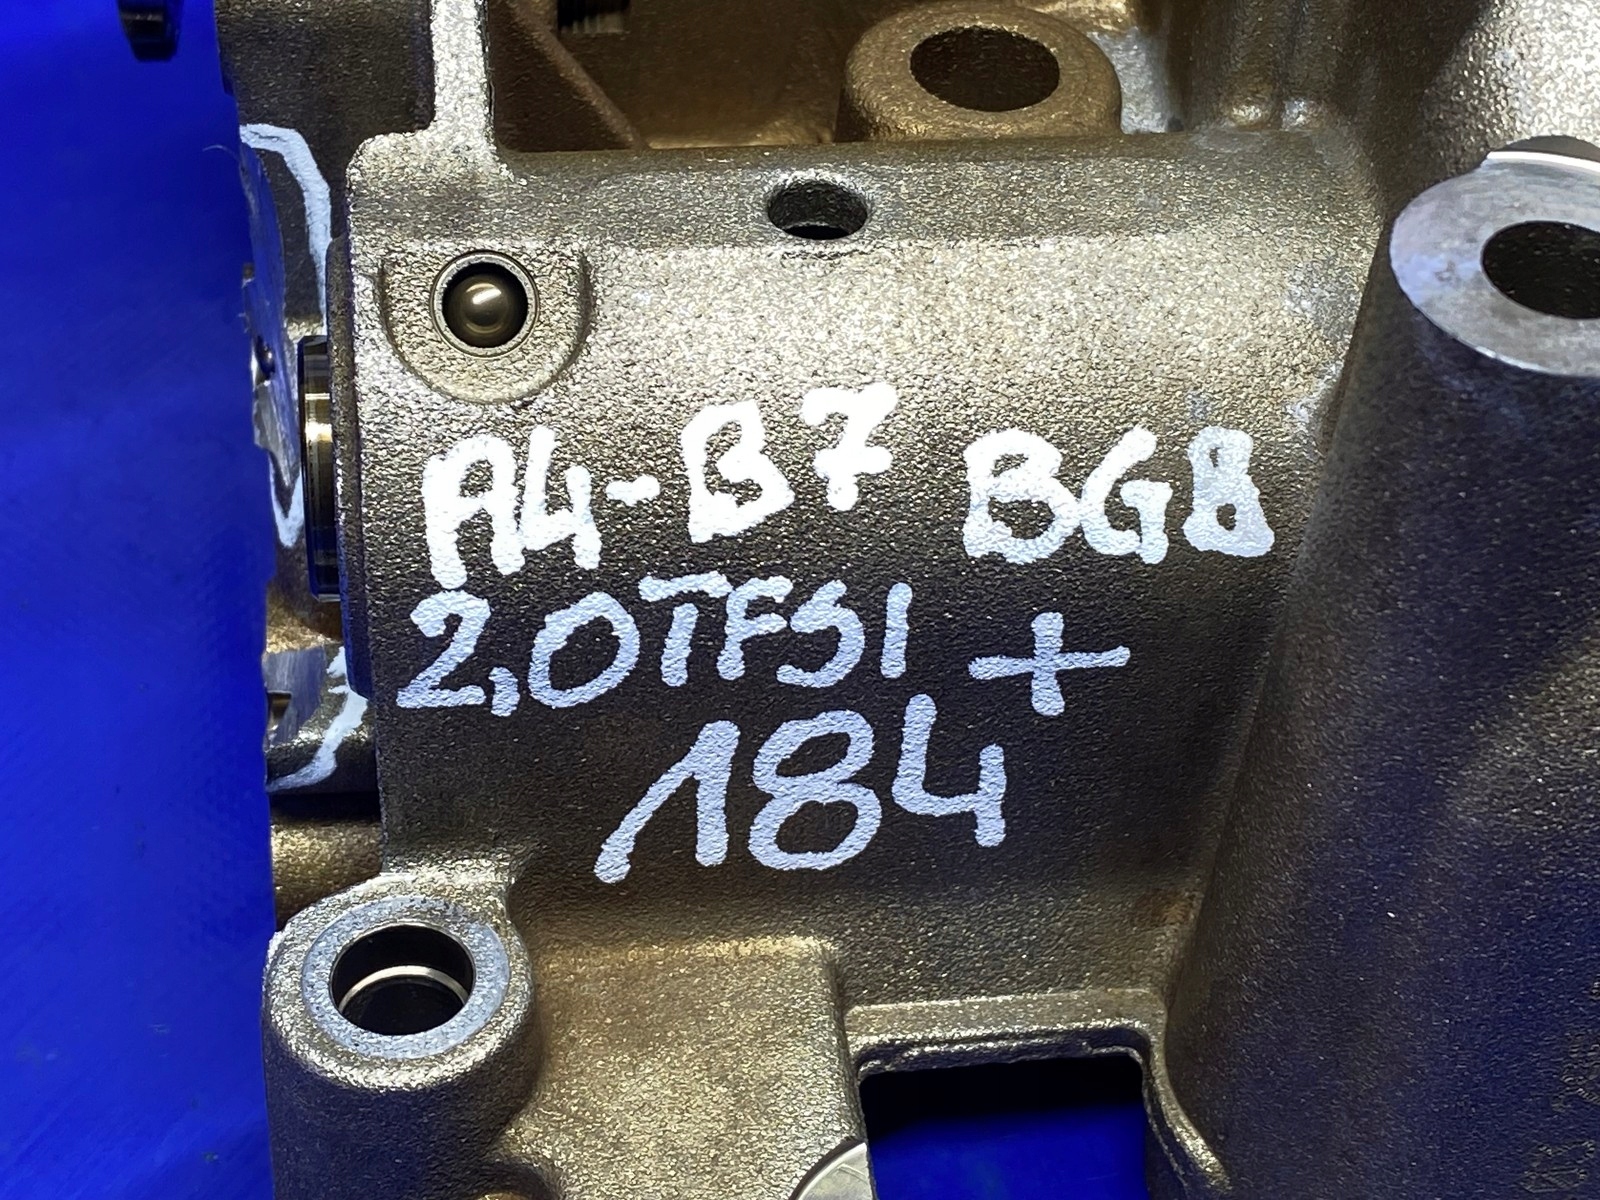 A4-B7 BGB
2,0TFSI +
184